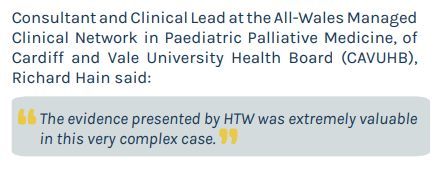 Consultant and Clinical Lead at the All-Wales Managed
Clinical Network in Paediatric Palliative Medicine, of
Cardiff and Vale University Health Board (CAVUHB),
Richard Hain said:
“The evidence presented by HTW was extremely valuable
in this very complex case.”